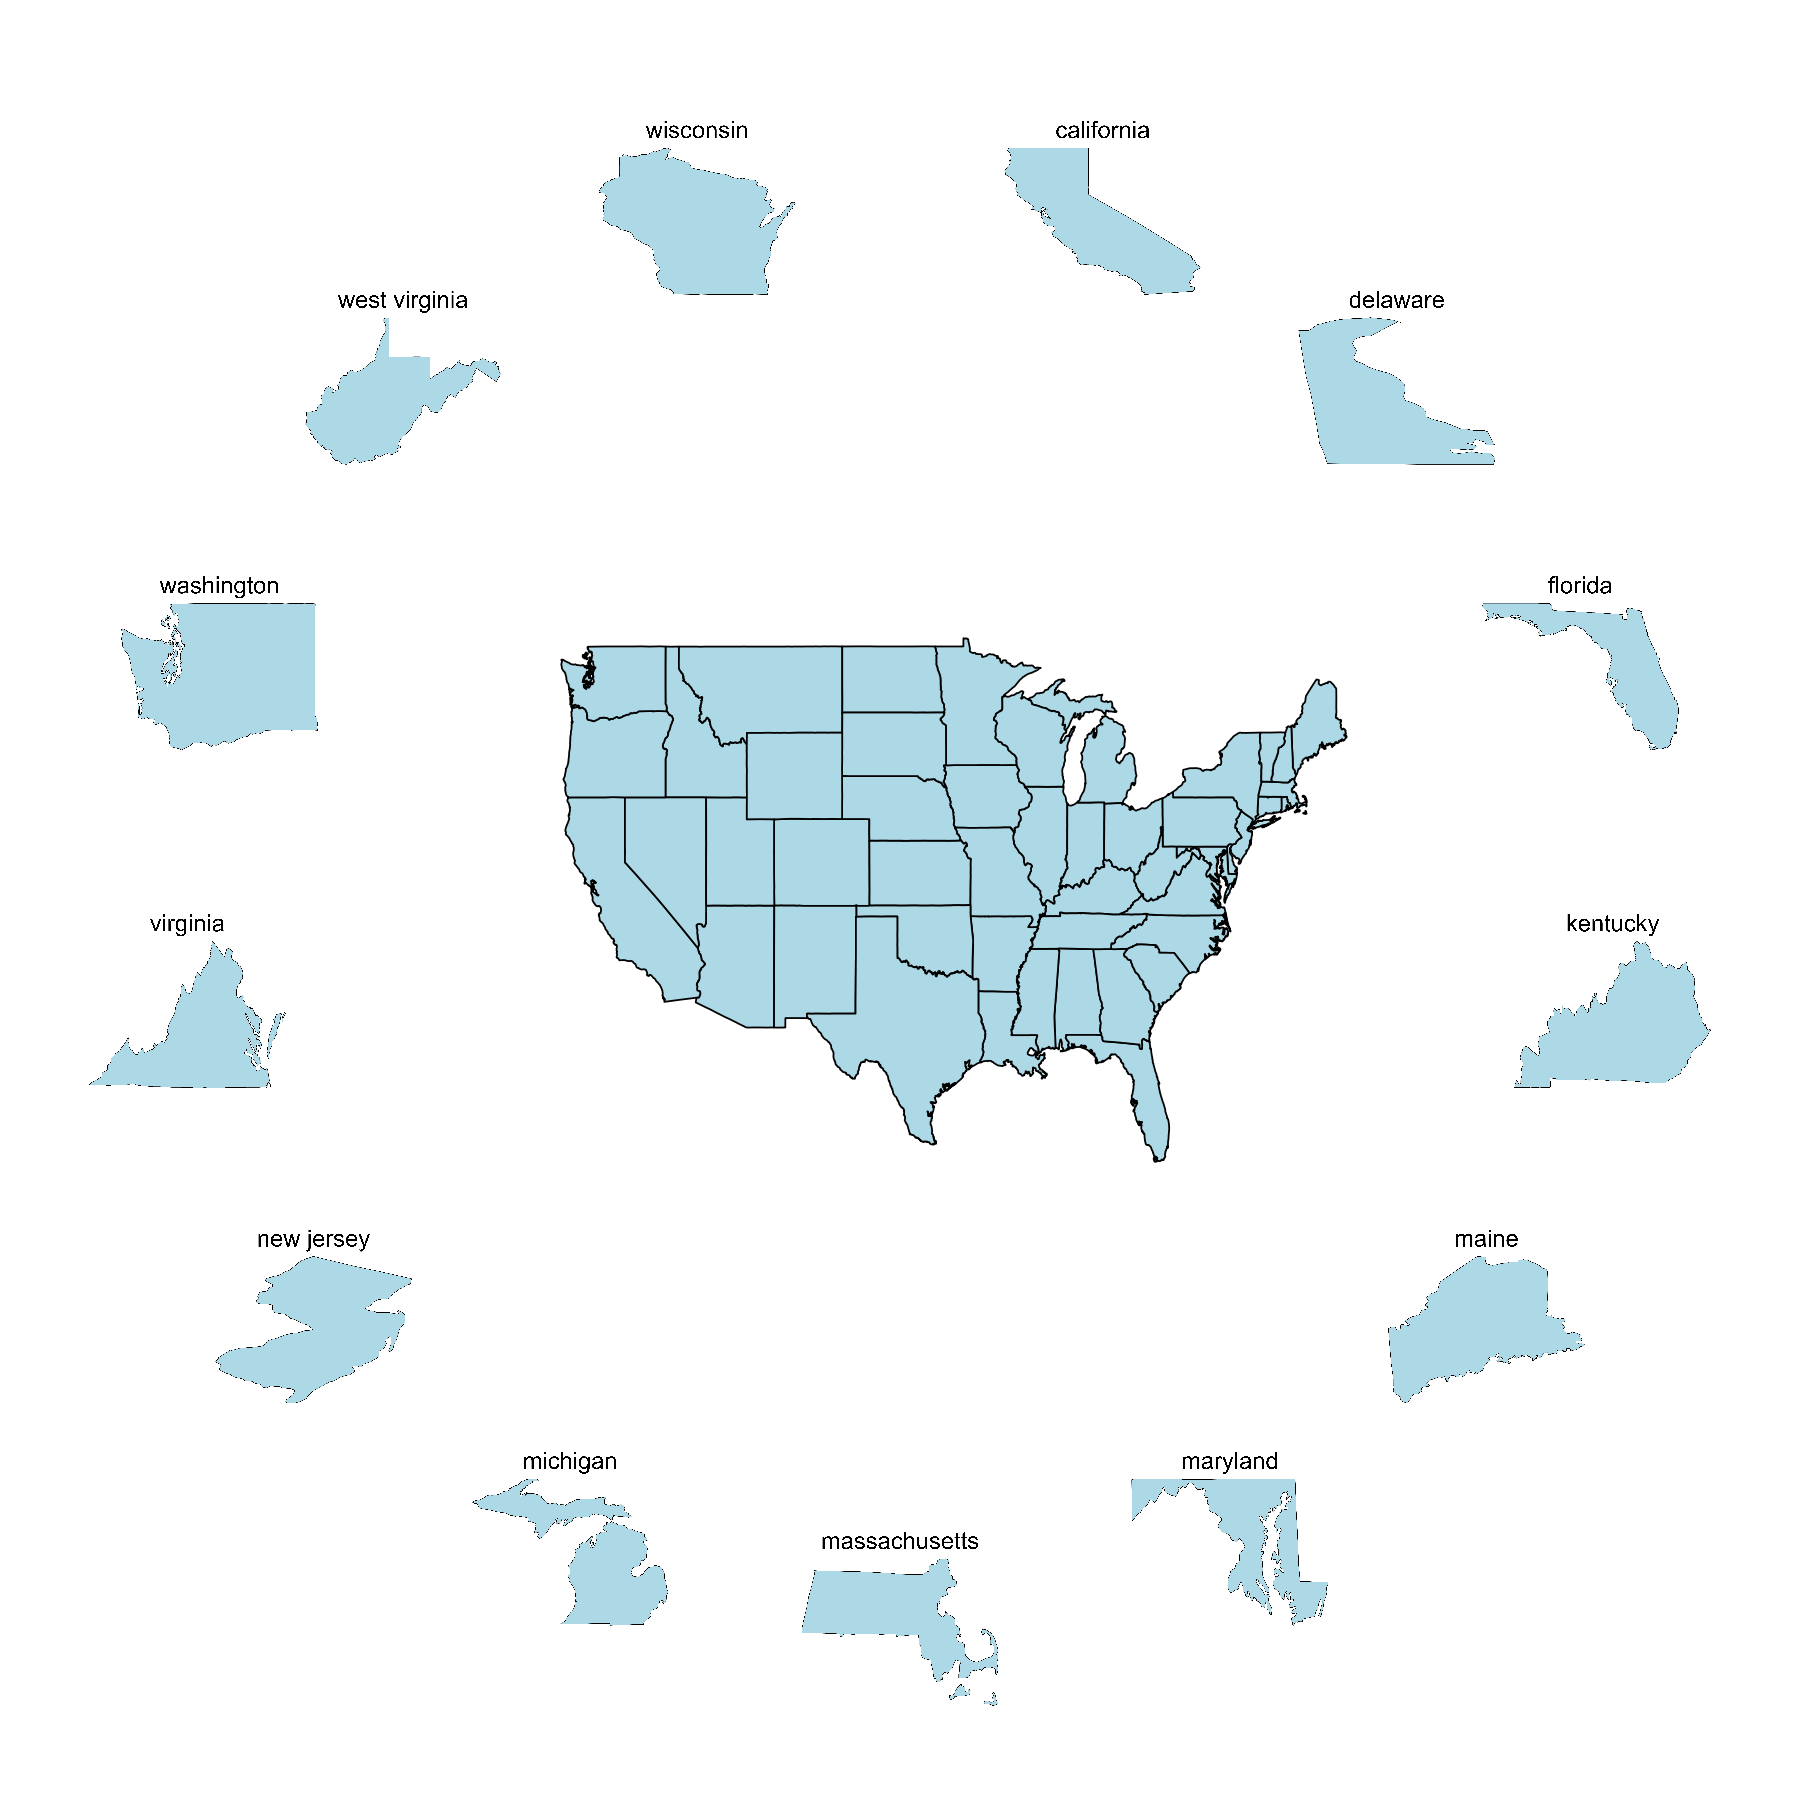 wisconsin
california
west virginia
delaware
washington
florida
virginia
kentucky
new jersey
maine
michigan
maryland
massachusetts